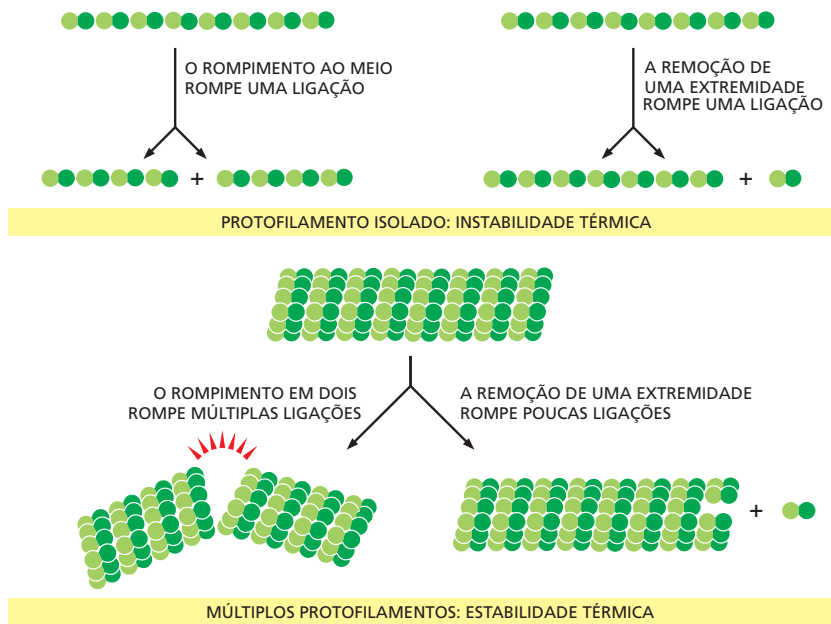 O ROMPIMENTO AO MEIO
ROMPE UMA LIGAÇÃO
A REMOÇÃO DE
UMA EXTREMIDADE
ROMPE UMA LIGAÇÃO
+
+
PROTOFILAMENTO ISOLADO: INSTABILIDADE TÉRMICA
O ROMPIMENTO EM DOIS
ROMPE MÚLTIPLAS LIGAÇÕES
A REMOÇÃO DE UMA EXTREMIDADE
ROMPE POUCAS LIGAÇÕES
+
MÚLTIPLOS PROTOFILAMENTOS: ESTABILIDADE TÉRMICA